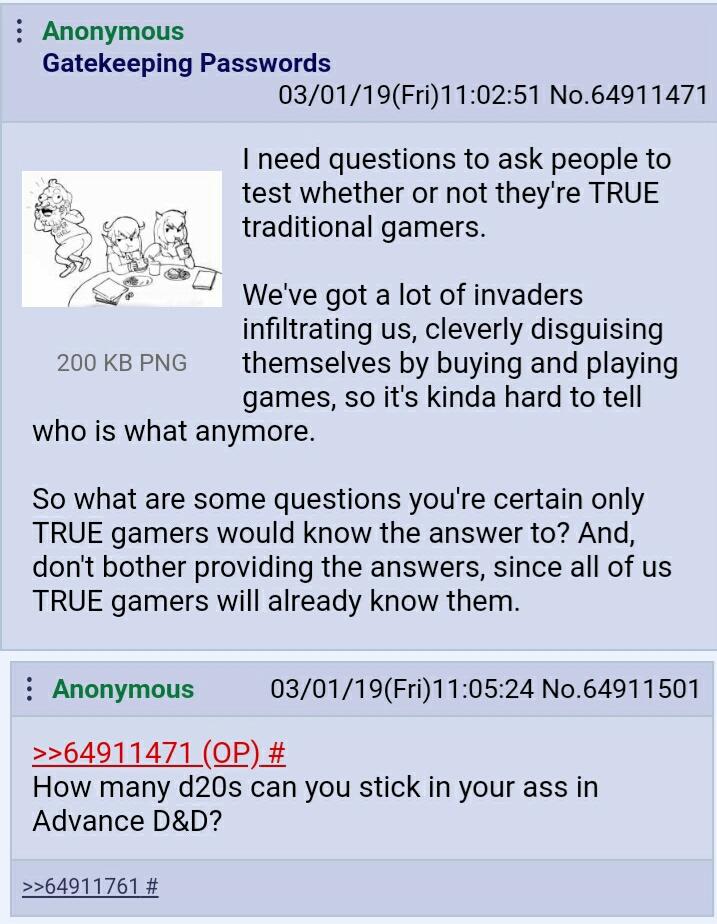 Anonymous
Gatekeeping Passwords
03/01/19(Fri)11:02:51 No.64911471
I need questions to ask people to
test whether or not they're TRUE
traditional gamers.
We've got a lot of invaders
infiltrating us, cleverly disguising
themselves by buying and playing
games, so it's kinda hard to tell
who is what anymore.
200 KB PNG
So what are some questions you're certain only
TRUE gamers would know the answer to? And,
don't bother providing the answers, since all of us
TRUE gamers will already know them.
Anonymous
03/01/19(Fri)11:05:24 No.64911501
>>64911471 (OP) #
How many d20s can you stick in your ass in
Advance D&D?
>>64911761 #